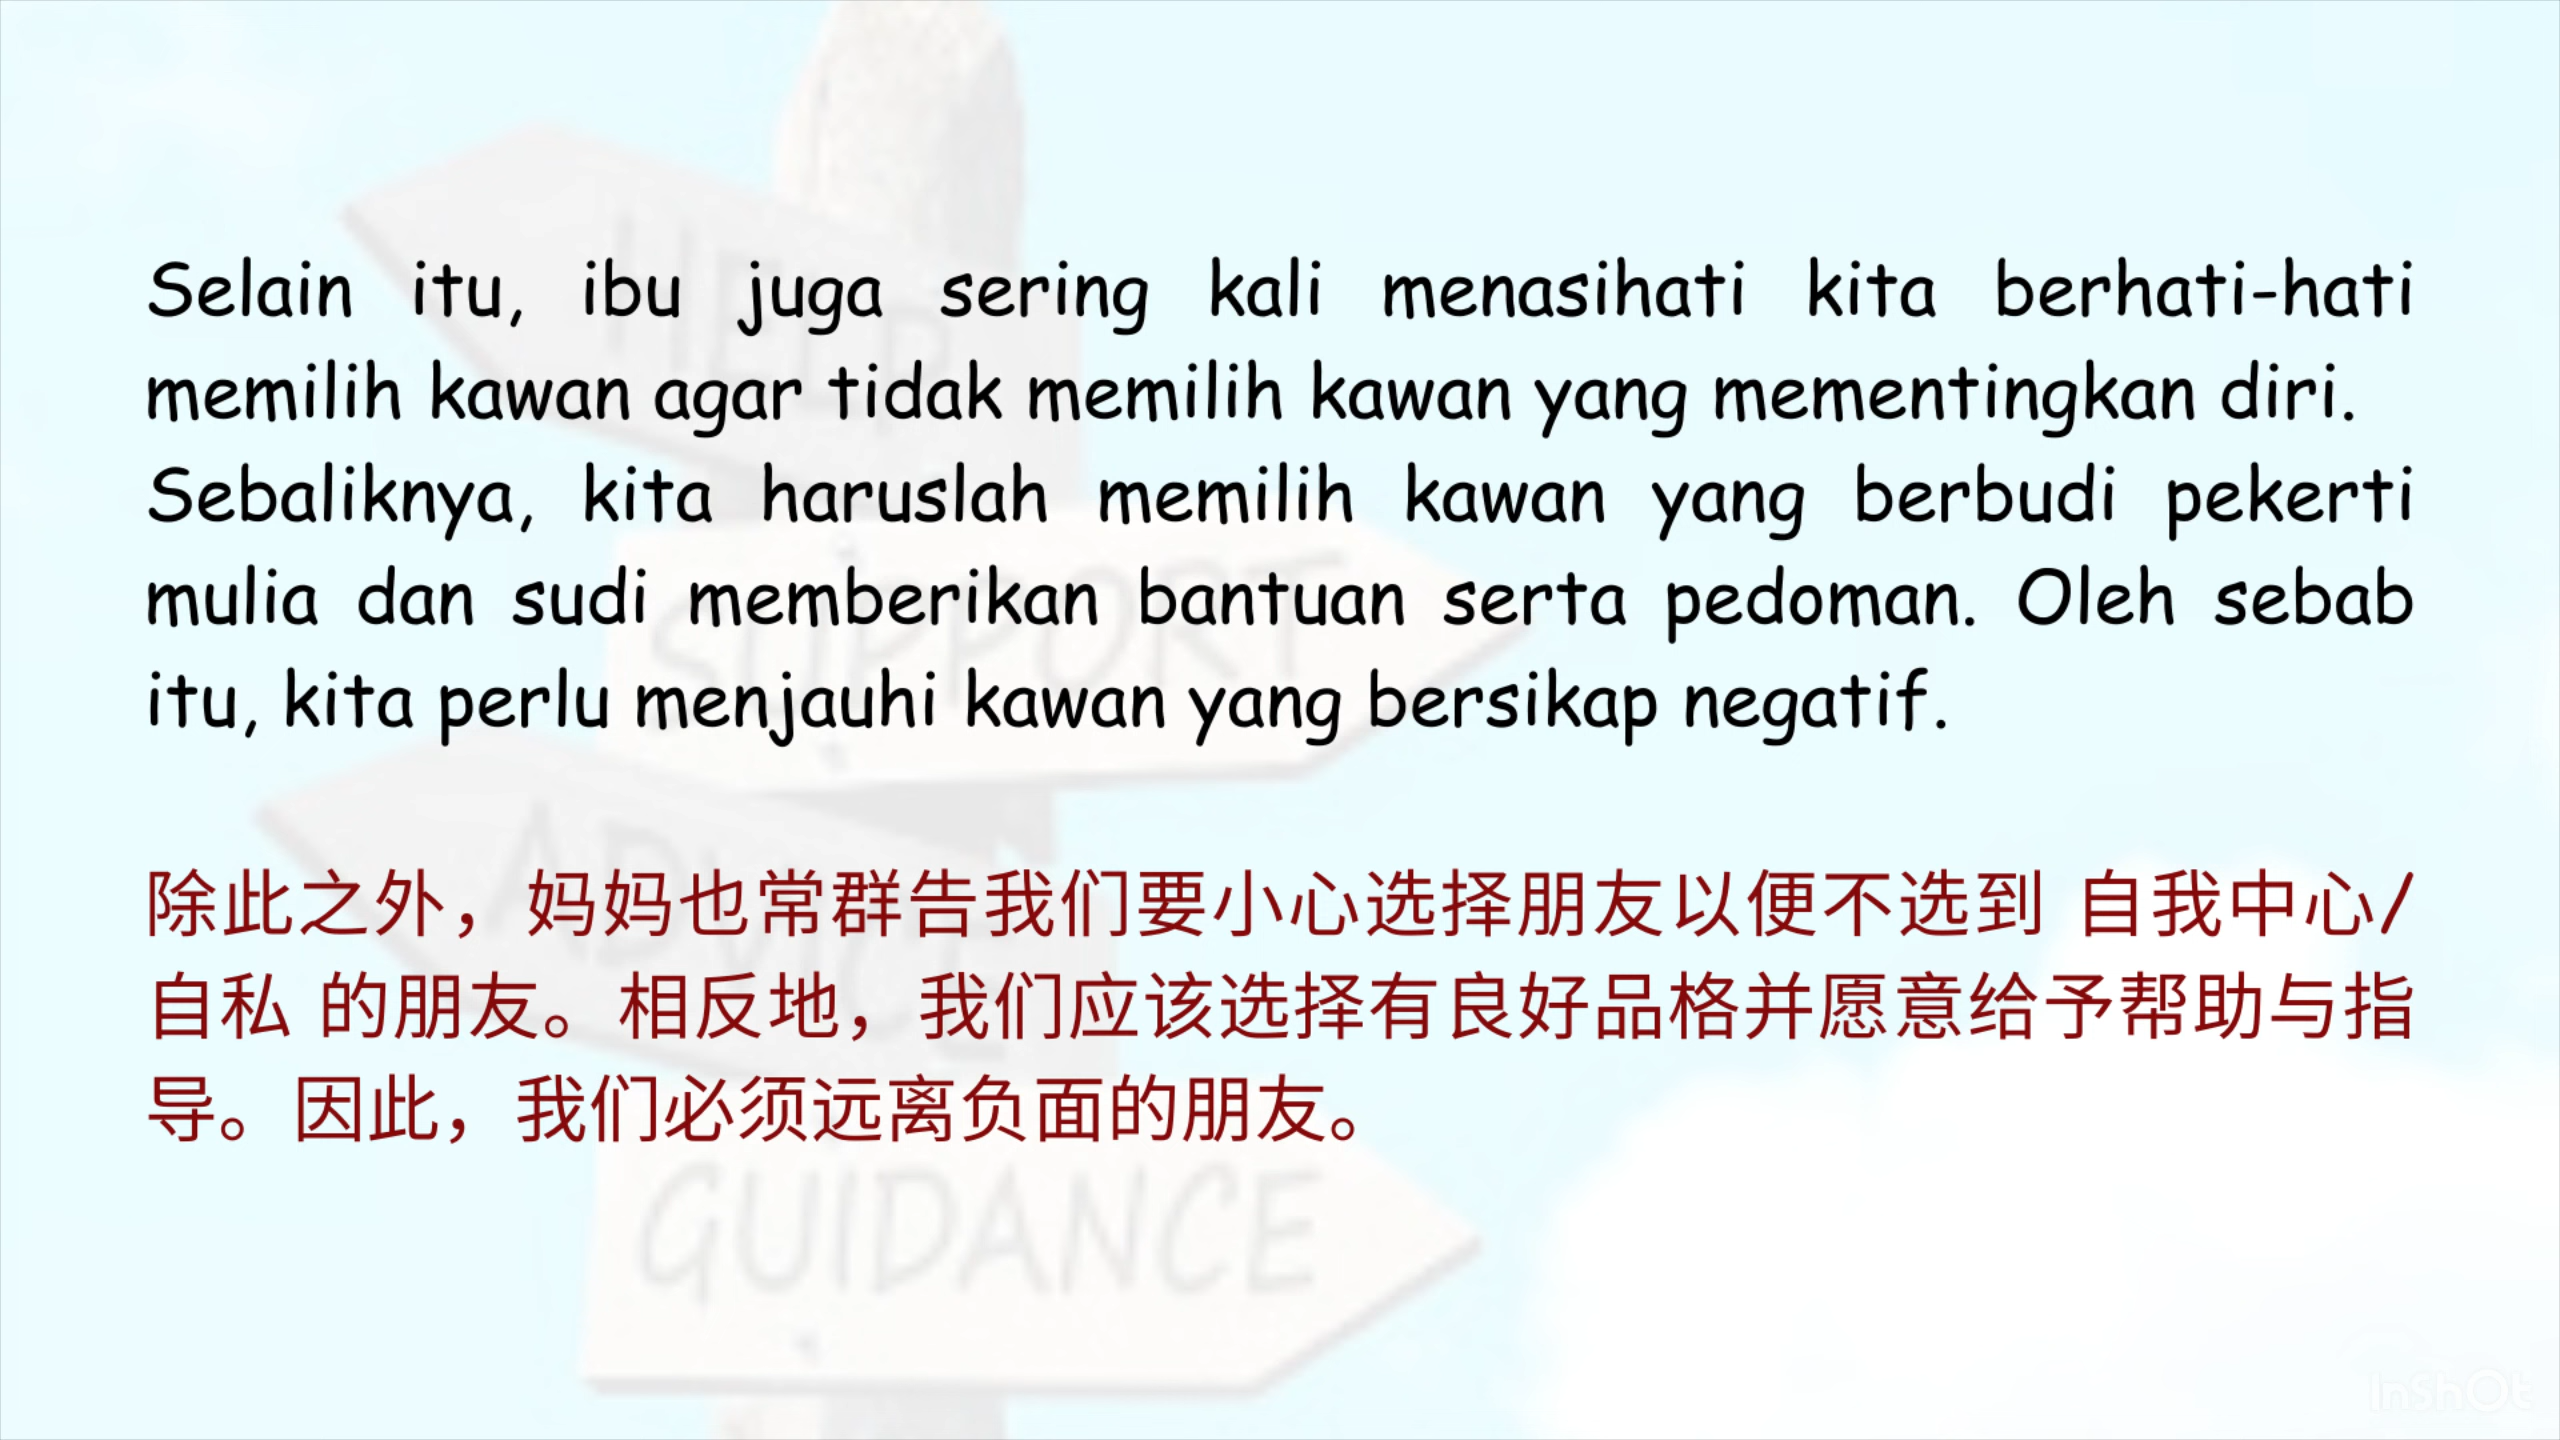 Selain itu, ibu juga sering kali menasihati kita berhati-hati
memilih kawan agar tidak memilih kawan yang mementingkan diri.
Sebaliknya, kita haruslah memilih kawan yang berbudi pekerti
mulia dan sudi memberikan bantuan serta pedoman. Oleh sebab
itu, kita perlu menjauhi kawan yang bersikap negatif.
除此之外，妈妈也常群告我们要小心选择朋友以便不选到 自我中心/
自私 的朋友。相反地，我们应该选择有良好品格并愿意给予帮助与指
导。因此，我们必须远离负面的朋友。
HELP
SUPPORT
ADVICE
GUIDANCE
InShOt